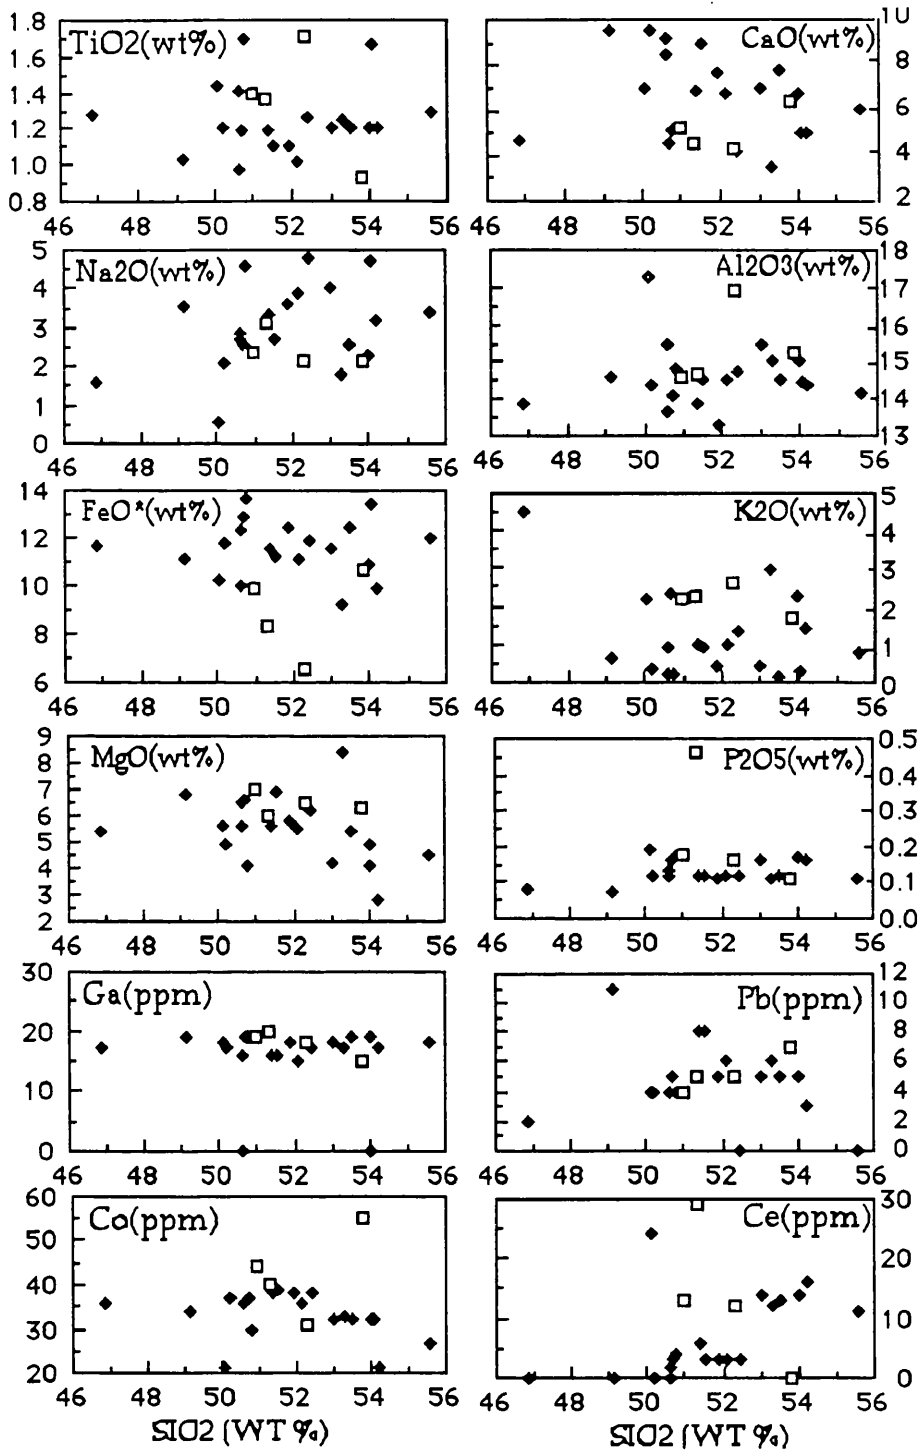 TiO2(wt%)
1.8
1.6
1.4
1.2
1.0
0.8
46 48 50 52 54 56
CaO(wt%)
10
8
6
4
2
46 48 50 52 54 56
Na2O(wt%)
5
4
3
2
1
0
46 48 50 52 54 56
Al2O3(wt%)
18
17
16
15
14
13
46 48 50 52 54 56
FeO*(wt%)
14
12
10
8
6
46 48 50 52 54 56
K2O(wt%)
5
4
3
2
1
0
46 48 50 52 54 56
MgO(wt%)
9
8
7
6
5
4
3
2
46 48 50 52 54 56
P2O5(wt%)
0.5
0.4
0.3
0.2
0.1
0.0
46 48 50 52 54 56
Ga(ppm)
30
20
10
0
46 48 50 52 54 56
Pb(ppm)
12
10
8
6
4
2
0
46 48 50 52 54 56
Co(ppm)
60
50
40
30
20
46 48 50 52 54 56
SIO2 (WT %)
Ce(ppm)
30
20
10
0
46 48 50 52 54 56
SIO2 (WT %)